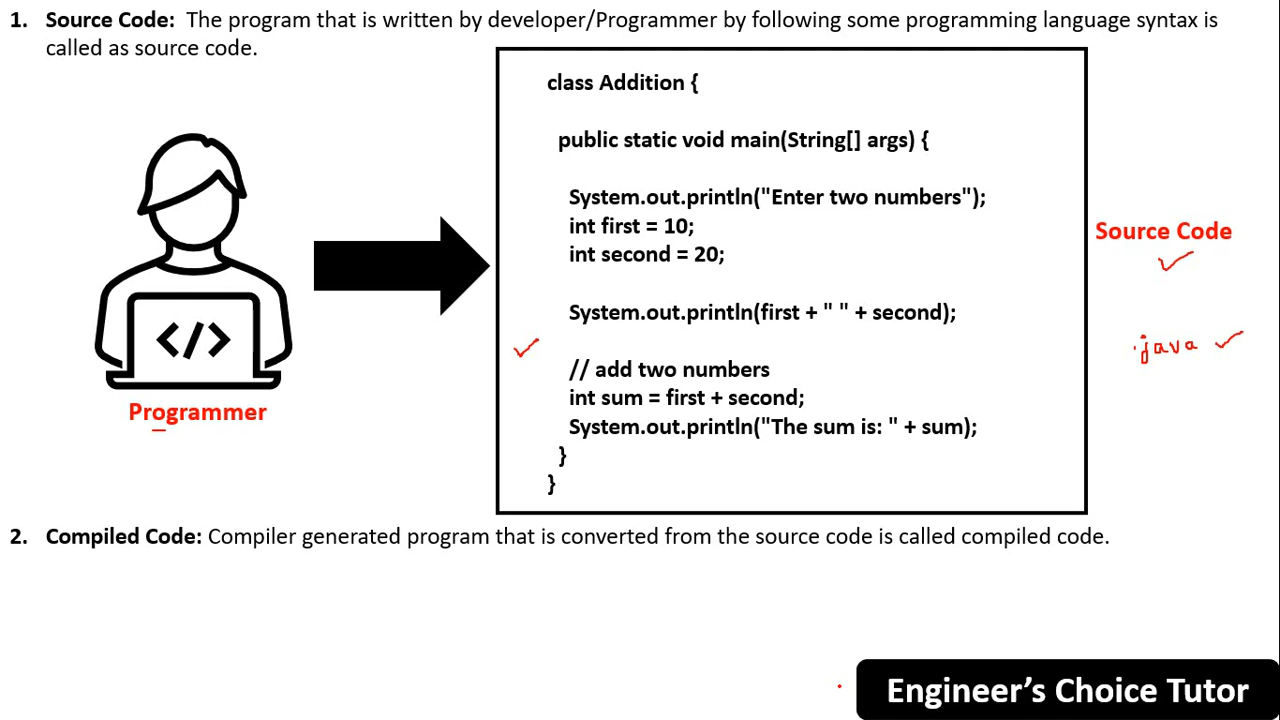 1. Source Code: The program that is written by developer/Programmer by following some programming language syntax is
called as source code.
class Addition {
public static void main(String[] args) {
System.out.println("Enter two numbers");
int first = 10;
int second = 20;
System.out.println(first + " " + second);
// add two numbers
int sum = first + second;
System.out.println("The sum is: " + sum);
}
}
</>
Programmer
Source Code
.java
2. Compiled Code: Compiler generated program that is converted from the source code is called compiled code.
Engineer’s Choice Tutor